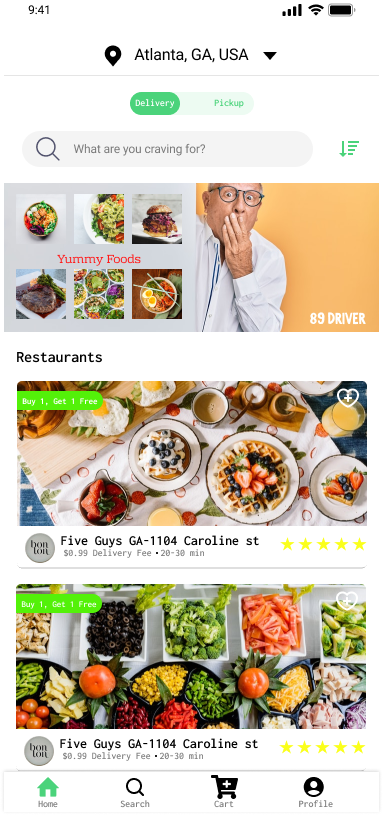 9:41
Atlanta, GA, USA
Delivery Pickup
What are you craving for?
Yummy Foods
89 DRIVER
Restaurants
Buy 1, Get 1 Free
bon
ton
Five Guys GA-1104 Caroline st
$0.99 Delivery Fee • 20-30 min
Buy 1, Get 1 Free
bon
ton
Five Guys GA-1104 Caroline st
$0.99 Delivery Fee • 20-30 min
Home Search Cart Profile